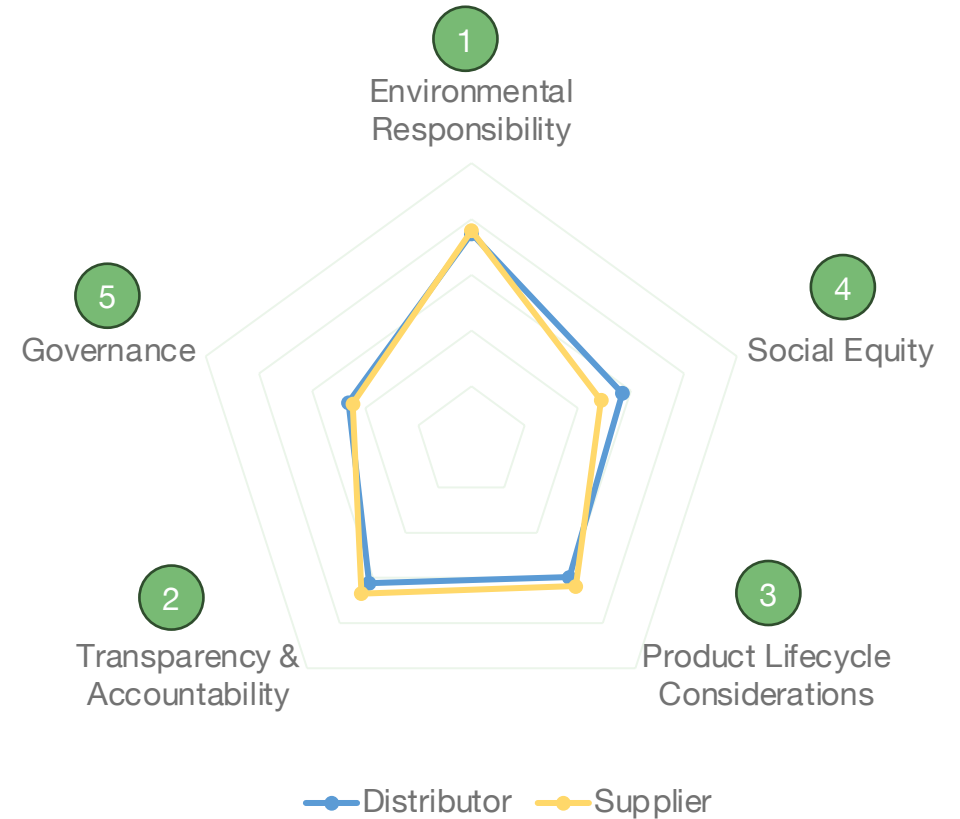 1
Environmental
Responsibility
5
Governance
4
Social Equity
2
Transparency &
Accountability
3
Product Lifecycle
Considerations
Distributor
Supplier